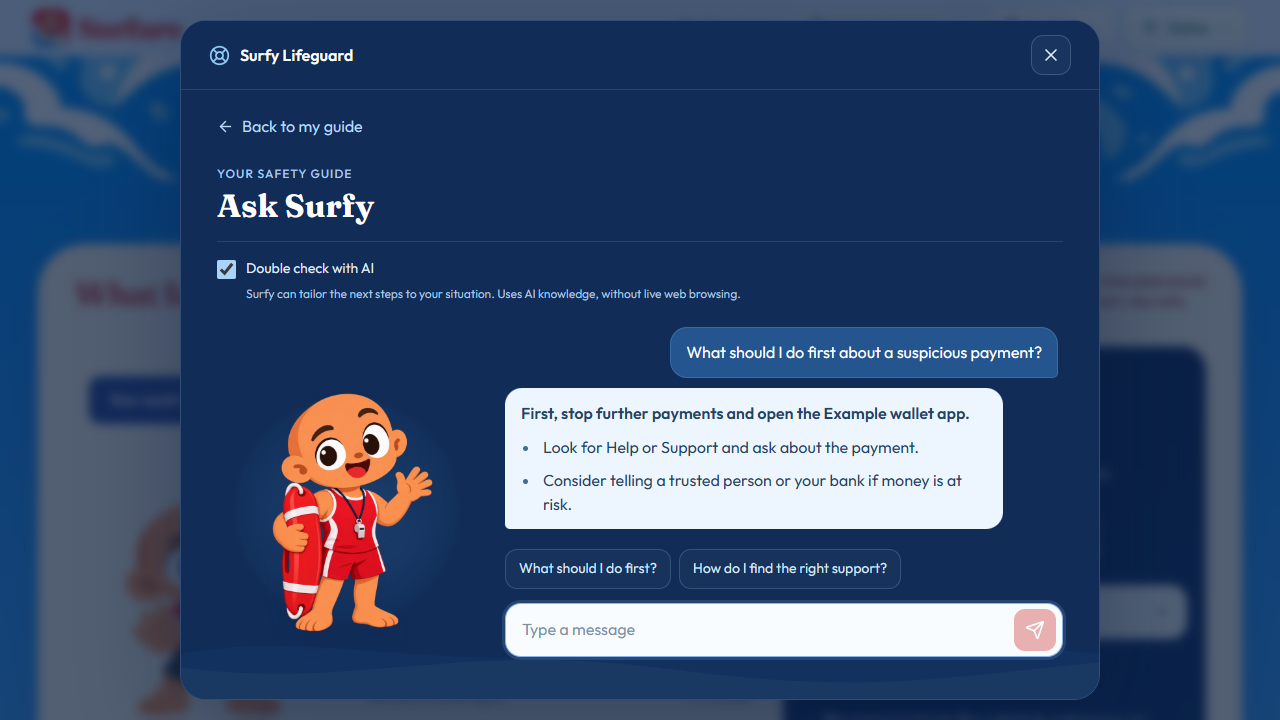 Surfy Lifeguard
Back to my guide
YOUR SAFETY GUIDE
Ask Surfy
Double check with AI
Surfy can tailor the next steps to your situation. Uses AI knowledge, without live web browsing.
What should I do first about a suspicious payment?
First, stop further payments and open the Example wallet app.
• Look for Help or Support and ask about the payment.
• Consider telling a trusted person or your bank if money is at
risk.
What should I do first?
How do I find the right support?
Type a message